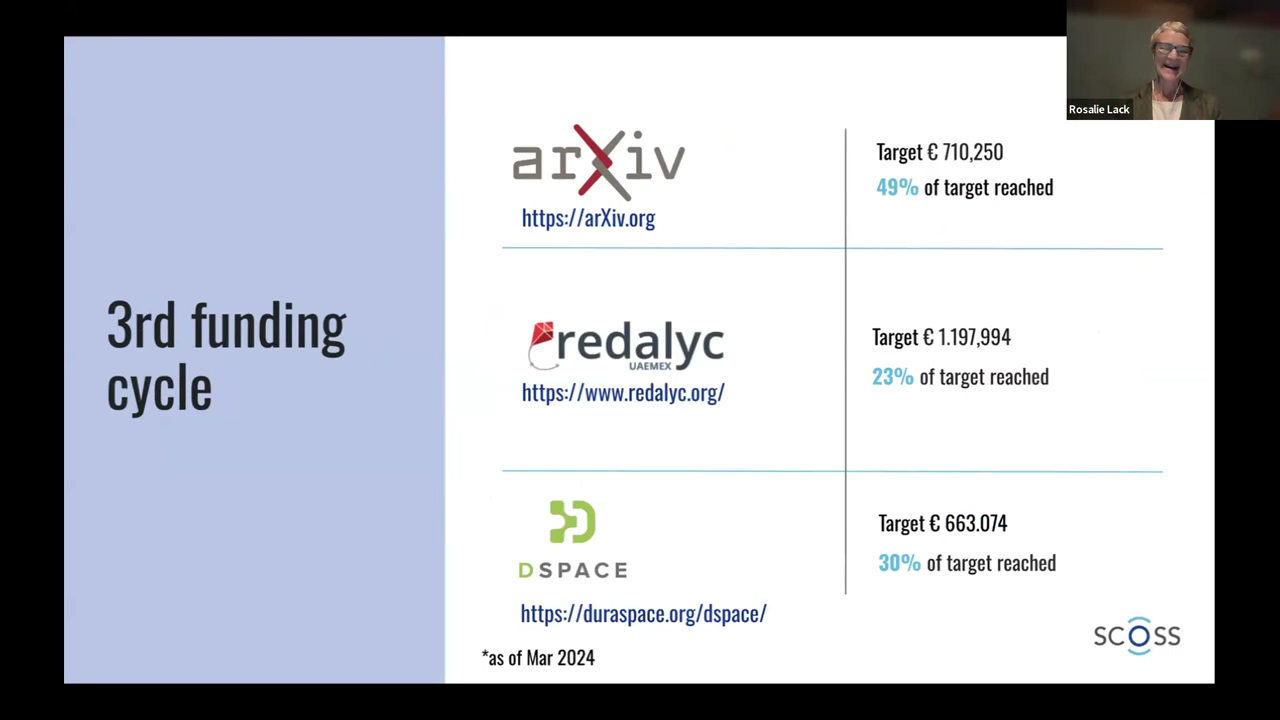 Rosalie Lack
3rd funding
cycle
arXiv
https://arXiv.org
Target € 710,250
49% of target reached
redalyc
UAEMEX
https://www.redalyc.org/
Target € 1.197,994
23% of target reached
DSPACE
https://duraspace.org/dspace/
Target € 663.074
30% of target reached
*as of Mar 2024
SCOSS